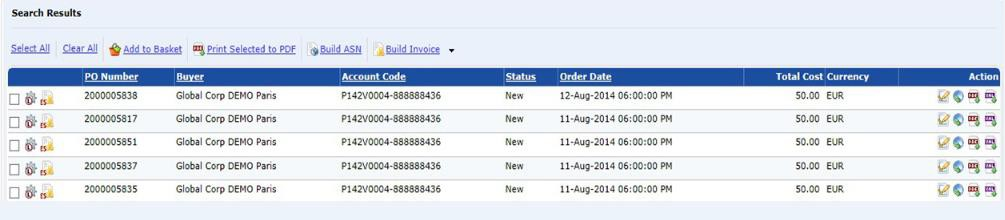 Search Results
Select All Clear All Add to Basket Print Selected to PDF Build ASN Build Invoice
PO Number Buyer Account Code Status Order Date Total Cost Currency Action
2000005838 Global Corp DEMO Paris P142V0004-888888436 New 12-Aug-2014 06:00:00 PM 50.00 EUR
2000005817 Global Corp DEMO Paris P142V0004-888888436 New 11-Aug-2014 06:00:00 PM 50.00 EUR
2000005851 Global Corp DEMO Paris P142V0004-888888436 New 11-Aug-2014 06:00:00 PM 50.00 EUR
2000005837 Global Corp DEMO Paris P142V0004-888888436 New 11-Aug-2014 06:00:00 PM 50.00 EUR
2000005835 Global Corp DEMO Paris P142V0004-888888436 New 11-Aug-2014 06:00:00 PM 50.00 EUR